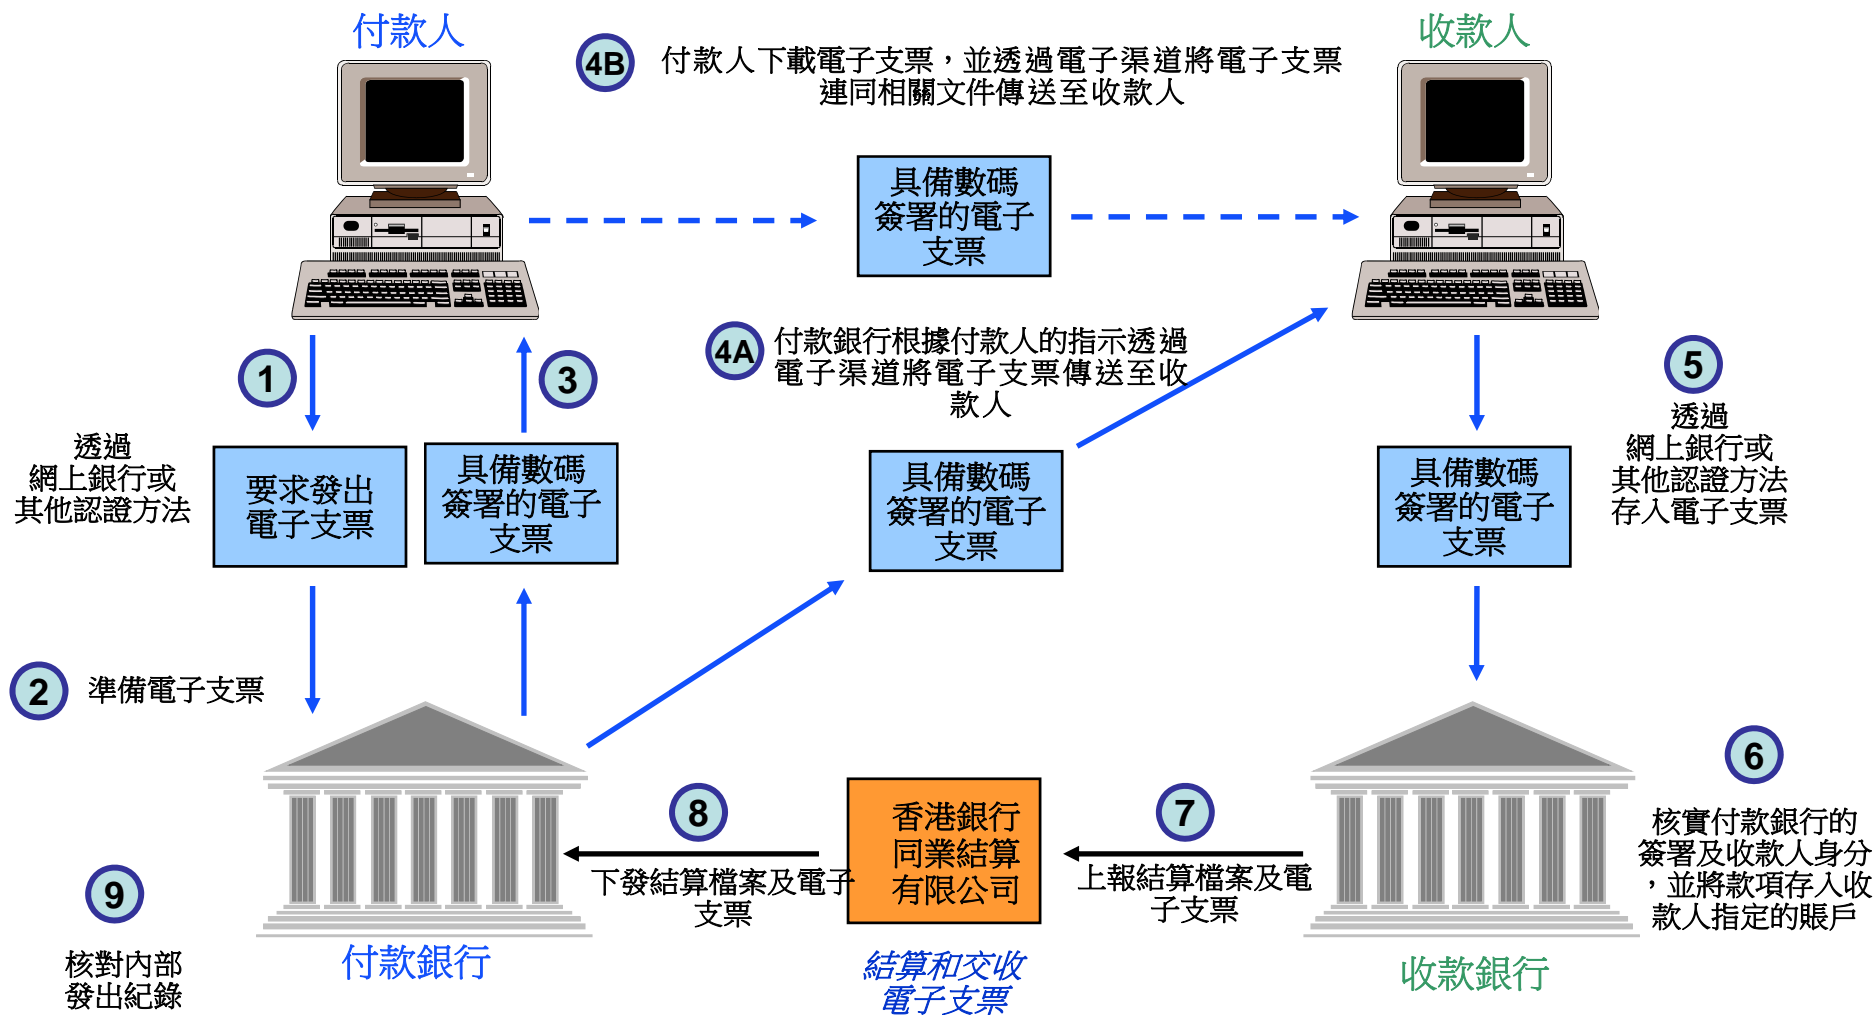 付款人
收款人
4B
付款人下載電子支票，並透過電子渠道將電子支票
連同相關文件傳送至收款人
具備數碼
簽署的電子
支票
4A
付款銀行根據付款人的指示透過
電子渠道將電子支票傳送至收
款人
1
3
5
透過
網上銀行或
其他認證方法
要求發出
電子支票
具備數碼
簽署的電子
支票
具備數碼
簽署的電子
支票
具備數碼
簽署的電子
支票
透過
網上銀行或
其他認證方法
存入電子支票
2
準備電子支票
6
核實付款銀行的
簽署及收款人身分
，並將款項存入收
款人指定的賬戶
8
下發結算檔案及電子
支票
香港銀行
同業結算
有限公司
7
上報結算檔案及電
子支票
9
核對內部
發出紀錄
付款銀行
結算和交收
電子支票
收款銀行